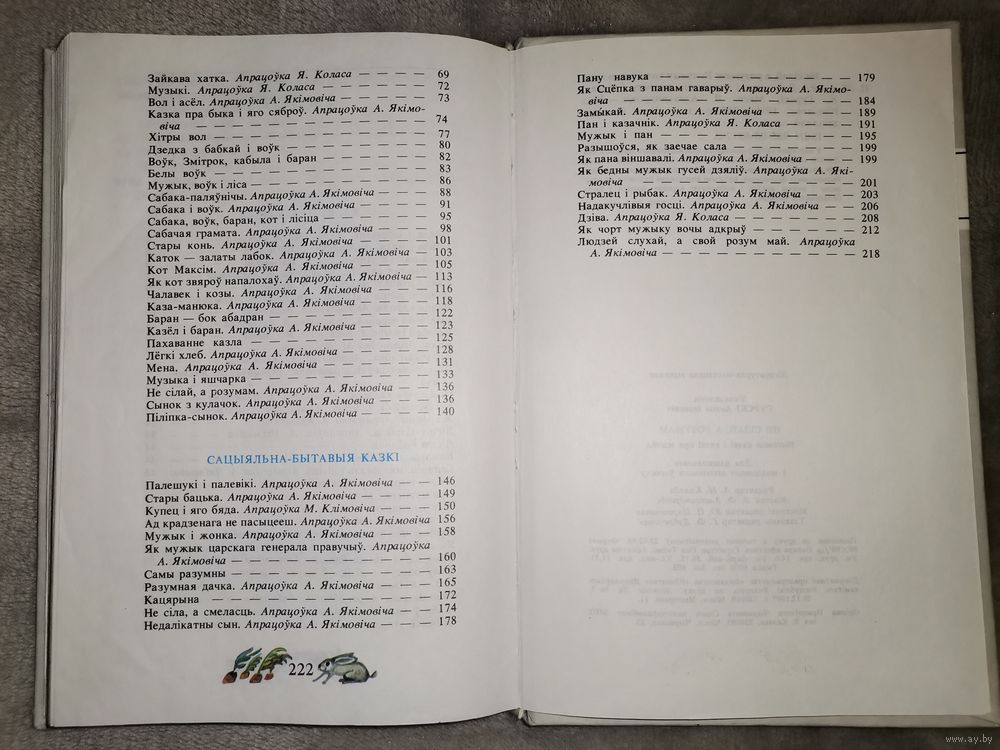 Зайкава хатка. Апрацоўка Я. Коласа — — — — — 69
Музыкі. Апрацоўка Я. Коласа — — — — — — 72
Вол і асёл. Апрацоўка А. Якімовіча — — — — — 73
Казка пра быка і яго сяброў. Апрацоўка А. Якімо-
віча — — — — — — — — — — — 74
Хітры вол — — — — — — — — — — 77
Дзедка з бабкай і воўк — — — — — — — 80
Воўк, Змітрок, кабыла і баран — — — — — — 82
Белы воўк — — — — — — — — — — 83
Мужык, воўк і ліса — — — — — — — — 86
Сабака-паляўнічы. Апрацоўка А. Якімовіча — — — 88
Сабака і воўк. Апрацоўка А. Якімовіча — — — — 91
Сабака, воўк, баран, кот і лісіца — — — — — 95
Сабачая грамата. Апрацоўка А. Якімовіча — — — 98
Стары конь. Апрацоўка А. Якімовіча — — — — 101
Каток — залаты лабок. Апрацоўка А. Якімовіча — — 103
Кот Максім. Апрацоўка А. Якімовіча — — — — 105
Як кот звяроў напалохаў. Апрацоўка А. Якімовіча — 113
Чалавек і козы. Апрацоўка А. Якімовіча — — — 116
Каза-манюка. Апрацоўка А. Якімовіча — — — — 118
Баран — бок абадран — — — — — — — 122
Казёл і баран. Апрацоўка А. Якімовіча — — — — 123
Пахаванне казла — — — — — — — — 125
Лёгкі хлеб. Апрацоўка А. Якімовіча — — — — 128
Мена. Апрацоўка А. Якімовіча — — — — — 131
Музыка і яшчарка — — — — — — — — 133
Не сілай, а розумам. Апрацоўка А. Якімовіча — — 136
Сынок з кулачок. Апрацоўка А. Якімовіча — — — 136
Піліпка-сынок. Апрацоўка А. Якімовіча — — — — 140
САЦЫЯЛЬНА-БЫТАВЫЯ КАЗКІ
Палешукі і палевікі. Апрацоўка А. Якімовіча — — — 146
Стары бацька. Апрацоўка А. Якімовіча — — — — 149
Купец і яго бяда. Апрацоўка М. Клімовіча — — — 150
Ад крадзенага не пасыцееш. Апрацоўка А. Якімовіча 156
Мужык і жонка. Апрацоўка А. Якімовіча — — — 158
Як мужык царскага генерала правучыў. Апрацоўка
А. Якімовіча — — — — — — — — — 160
Самы разумны — — — — — — — — — 163
Разумная дачка. Апрацоўка А. Якімовіча — — — 165
Кацярына — — — — — — — — — — 172
Не сіла, а смеласць. Апрацоўка А. Якімовіча — — — 174
Недалікатны сын. Апрацоўка А. Якімовіча — — — 178
222
Пану навука — — — — — — — — — 179
Як Сцёпка з панам гаварыў. Апрацоўка А. Якімо-
віча — — — — — — — — — — — 184
Замыкай. Апрацоўка А. Якімовіча — — — — — 189
Пан і казачнік. Апрацоўка Я. Коласа — — — — 191
Мужык і пан — — — — — — — — — 195
Разышоўся, як заечае сала — — — — — — 199
Як пана віншавалі. Апрацоўка А. Якімовіча — — — 199
Як бедны мужык гусей дзяліў. Апрацоўка А. Які-
мовіча — — — — — — — — — — 201
Стралец і рыбак. Апрацоўка А. Якімовіча — — — 203
Надакучлівыя госці. Апрацоўка А. Якімовіча — — — 206
Дзіва. Апрацоўка Я. Коласа — — — — — — 208
Як чорт мужыку вочы адкрыў — — — — — — 212
Людзей слухай, а свой розум май. Апрацоўка
А. Якімовіча — — — — — — — — — 218
www.ay.by